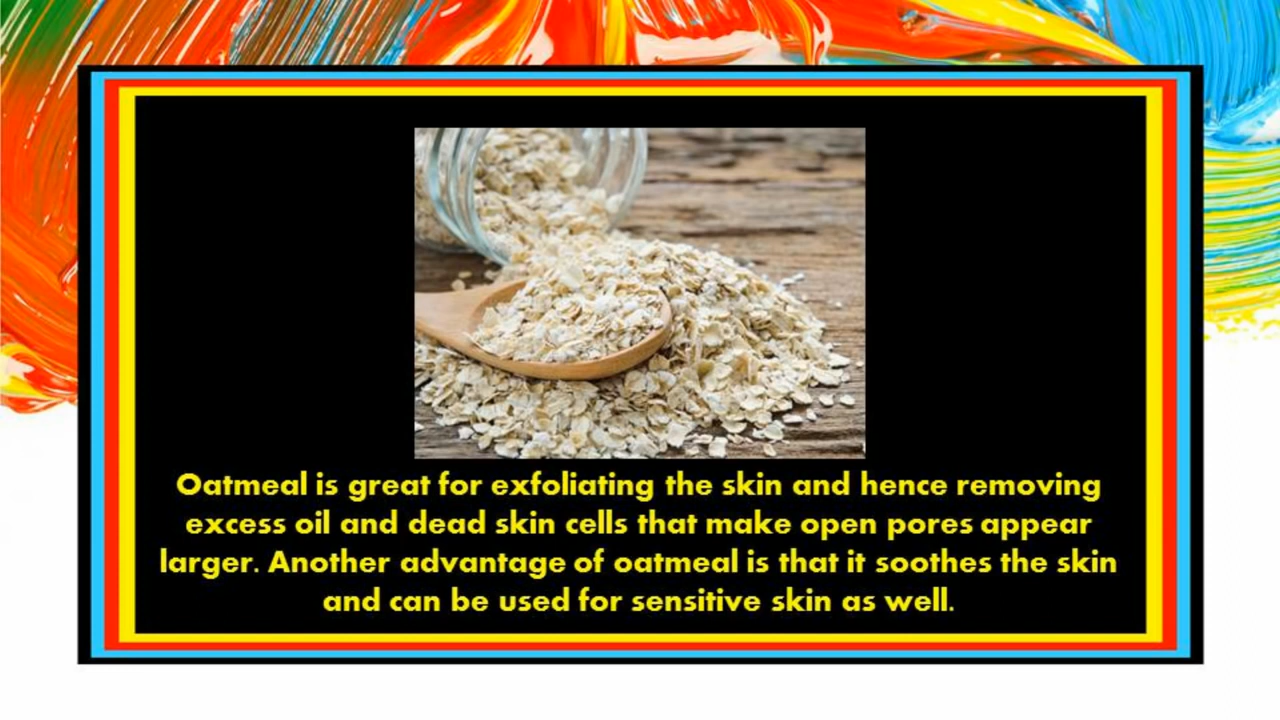 Oatmeal is great for exfoliating the skin and hence removing
excess oil and dead skin cells that make open pores appear
larger. Another advantage of oatmeal is that it soothes the skin
and can be used for sensitive skin as well.